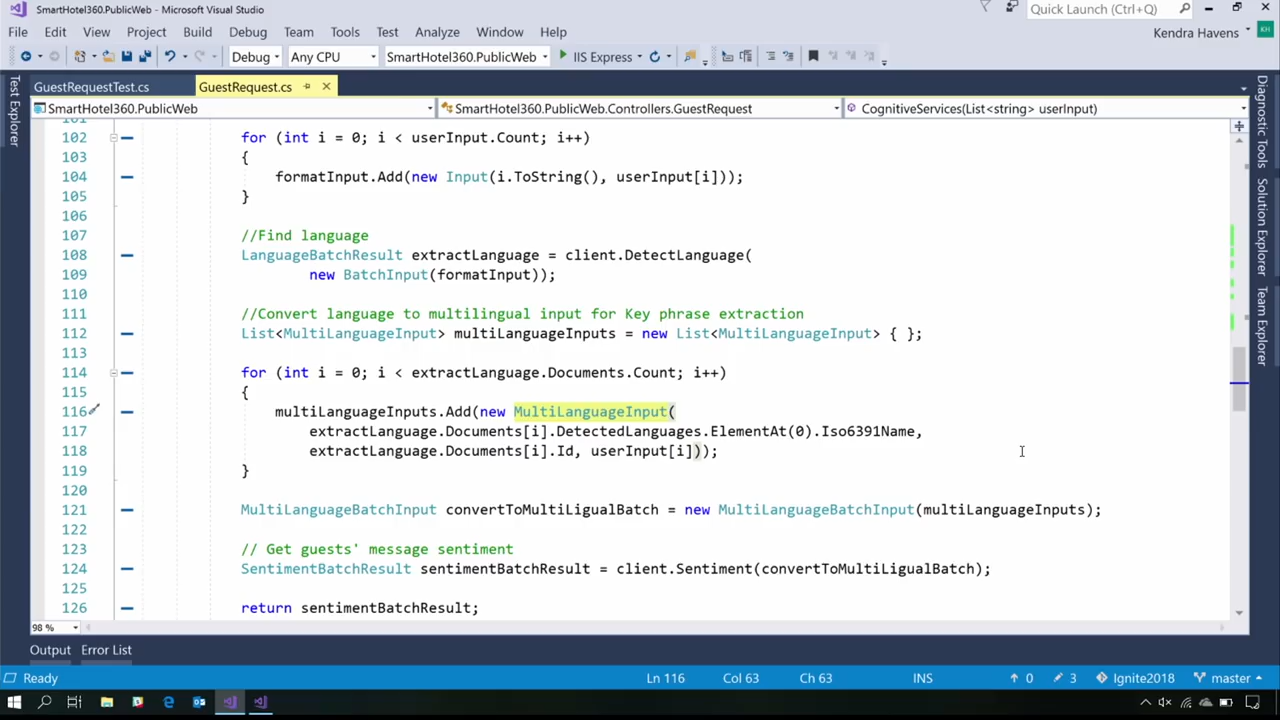 SmartHotel360.PublicWeb - Microsoft Visual Studio
Quick Launch (Ctrl+Q)
File Edit View Project Build Debug Team Tools Test Analyze Window Help
Kendra Havens KH
Debug Any CPU SmartHotel360.PublicWeb IIS Express
GuestRequestTest.cs GuestRequest.cs
SmartHotel360.PublicWeb SmartHotel360.PublicWeb.Controllers.GuestRequest CognitiveServices(List<string> userInput)
Test Explorer
Diagnostic Tools
Solution Explorer
Team Explorer
101
102 for (int i = 0; i < userInput.Count; i++)
103 {
104 formatInput.Add(new Input(i.ToString(), userInput[i]));
105 }
106
107 //Find language
108 LanguageBatchResult extractLanguage = client.DetectLanguage(
109 new BatchInput(formatInput));
110
111 //Convert language to multilingual input for Key phrase extraction
112 List<MultiLanguageInput> multiLanguageInputs = new List<MultiLanguageInput> { };
113
114 for (int i = 0; i < extractLanguage.Documents.Count; i++)
115 {
116 multiLanguageInputs.Add(new MultiLanguageInput(
117 extractLanguage.Documents[i].DetectedLanguages.ElementAt(0).Iso6391Name,
118 extractLanguage.Documents[i].Id, userInput[i]));
119 }
120
121 MultiLanguageBatchInput convertToMultiLigualBatch = new MultiLanguageBatchInput(multiLanguageInputs);
122
123 // Get guests' message sentiment
124 SentimentBatchResult sentimentBatchResult = client.Sentiment(convertToMultiLigualBatch);
125
126 return sentimentBatchResult;
98 %
Output Error List
Ready Ln 116 Col 63 Ch 63 INS 0 3 Ignite2018 master